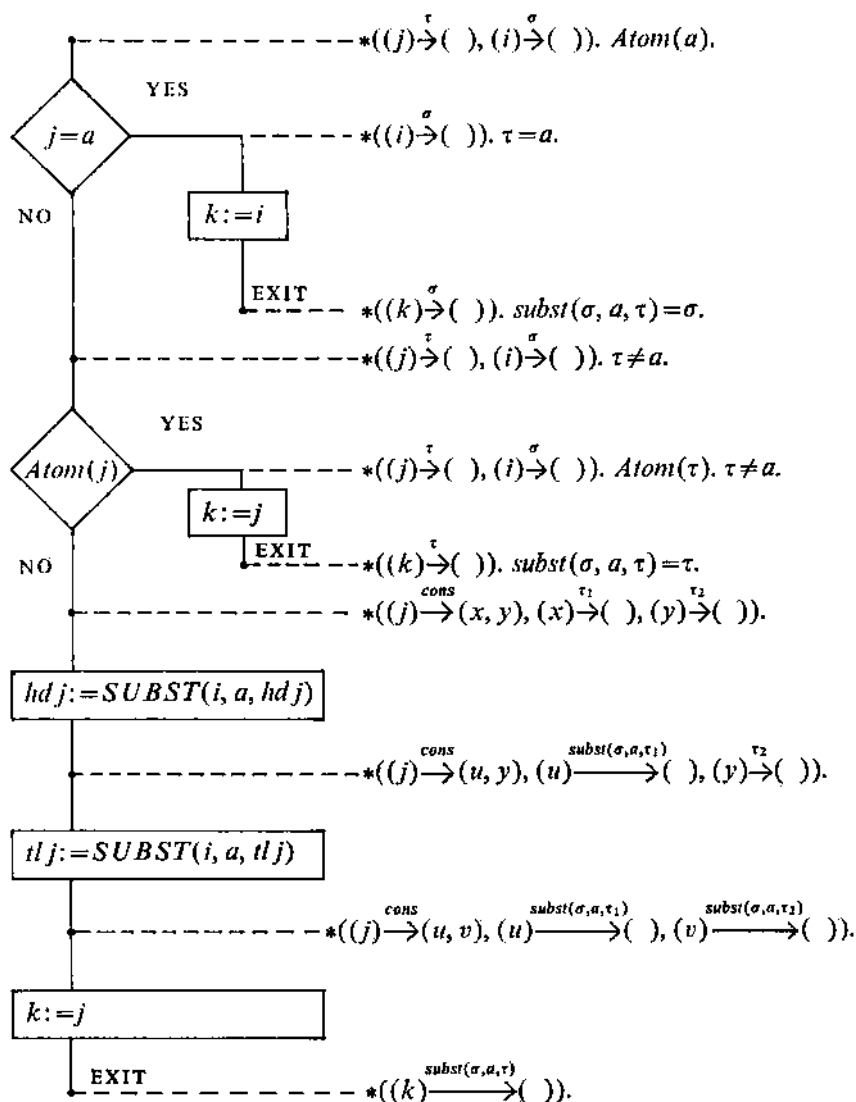 *((j) →^τ ( ), (i) →^σ ( )). Atom(a).
YES
j=a
*((i) →^σ ( )). τ=a.
NO
k:=i
EXIT
*((k) →^σ ( )). subst(σ, a, τ)=σ.
*((j) →^τ ( ), (i) →^σ ( )). τ≠a.
YES
Atom(j)
*((j) →^τ ( ), (i) →^σ ( )). Atom(τ). τ≠a.
k:=j
EXIT
NO
*((k) →^τ ( )). subst(σ, a, τ)=τ.
*((j) →^cons (x, y), (x) →^τ₁ ( ), (y) →^τ₂ ( )).
hd j:=SUBST(i, a, hd j)
*((j) →^cons (u, y), (u) →^subst(σ,a,τ₁) ( ), (y) →^τ₂ ( )).
tl j:=SUBST(i, a, tl j)
*((j) →^cons (u, v), (u) →^subst(σ,a,τ₁) ( ), (v) →^subst(σ,a,τ₂) ( )).
k:=j
EXIT
*((k) →^subst(σ,a,τ) ( )).